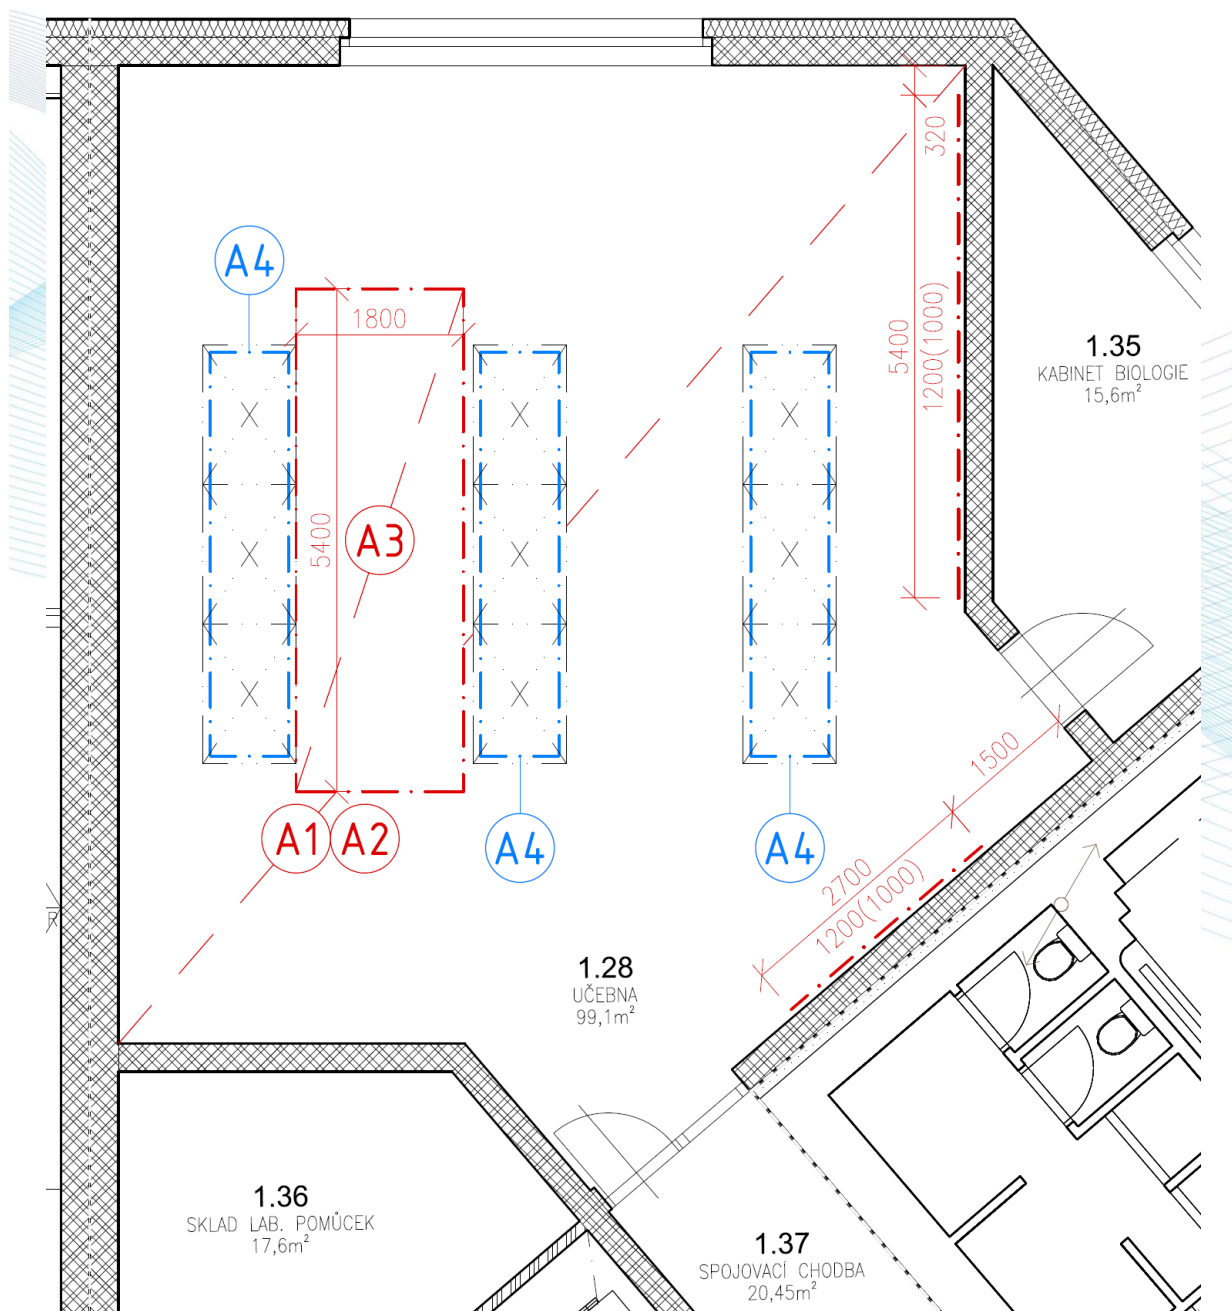 320
A4
1800
5400
1200(1000)
1.35
KABINET BIOLOGIE
15,6m²
A3
5400
1500
A1
A2
A4
A4
2700
1200(1000)
R
1.28
UČEBNA
99,1m²
1.36
SKLAD LAB. POMŮCEK
17,6m²
1.37
SPOJOVACÍ CHODBA
20,45m²